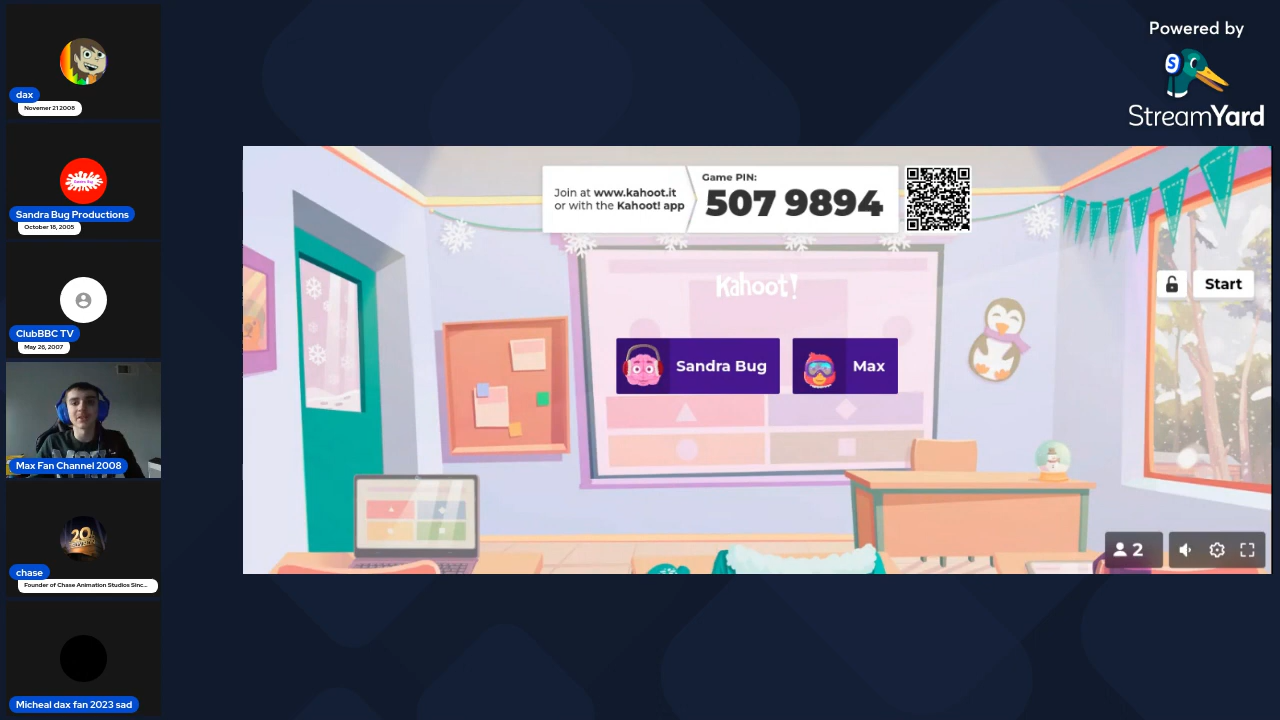 Powered by
StreamYard
dax
Novemer 21 2008
Sandra Bug Productions
October 16, 2005
ClubBBC TV
May 26, 2007
Max Fan Channel 2008
chase
Founder of Chase Animation Studios Sinc...
Micheal dax fan 2023 sad
Join at www.kahoot.it
or with the Kahoot! app
Game PIN:
507 9894
Kahoot!
Start
Sandra Bug
Max
2